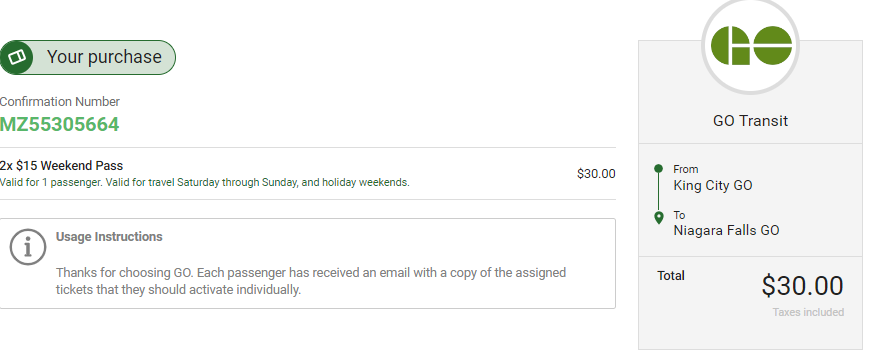 Your purchase
Confirmation Number
MZ55305664
2x $15 Weekend Pass
Valid for 1 passenger. Valid for travel Saturday through Sunday, and holiday weekends.
$30.00
Usage Instructions
Thanks for choosing GO. Each passenger has received an email with a copy of the assigned
tickets that they should activate individually.
GO
GO Transit
From
King City GO
To
Niagara Falls GO
Total
$30.00
Taxes included